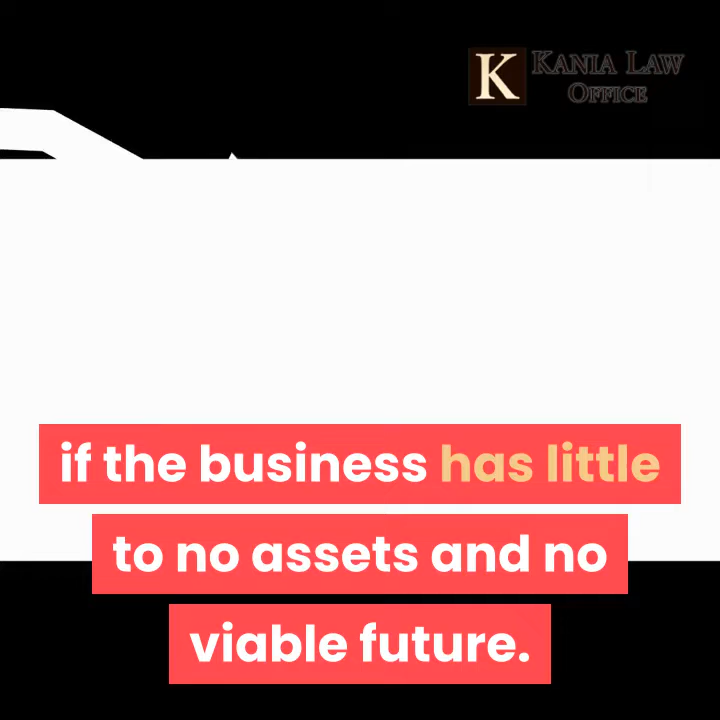 K
KANIA LAW
OFFICE
if the business has little
to no assets and no
viable future.